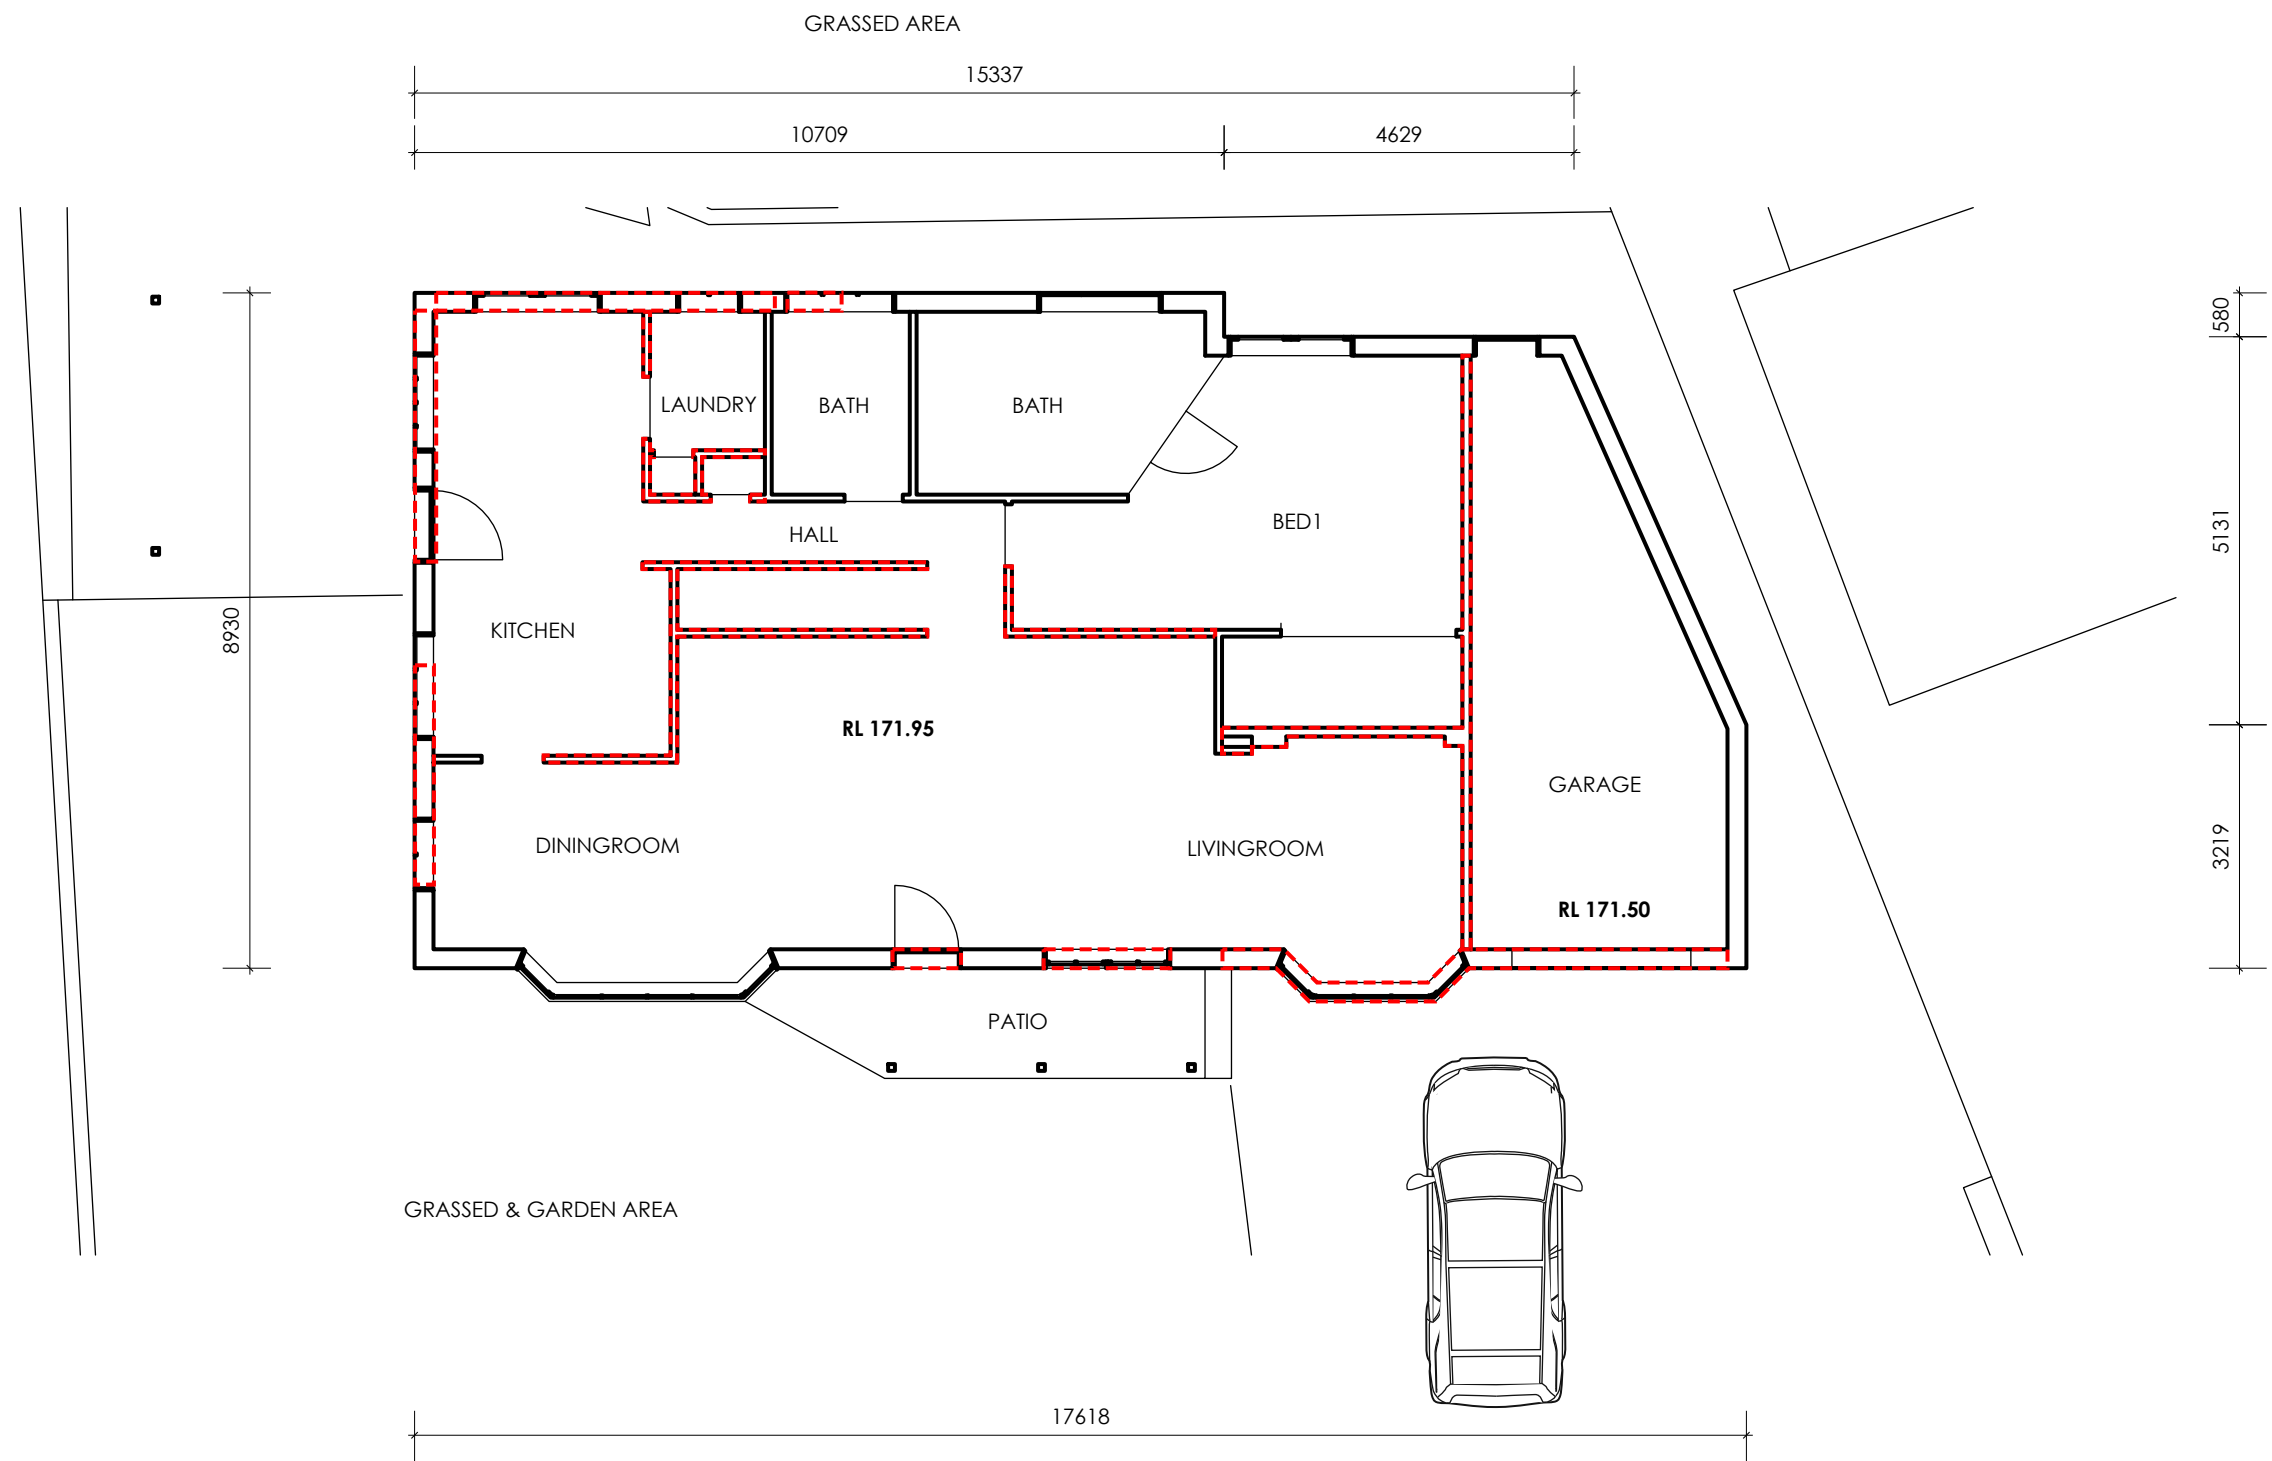 GRASSED AREA
15337
10709
4629
580
LAUNDRY
BATH
BATH
BED1
5131
HALL
8930
KITCHEN
RL 171.95
GARAGE
DININGROOM
LIVINGROOM
3219
RL 171.50
PATIO
GRASSED & GARDEN AREA
17618